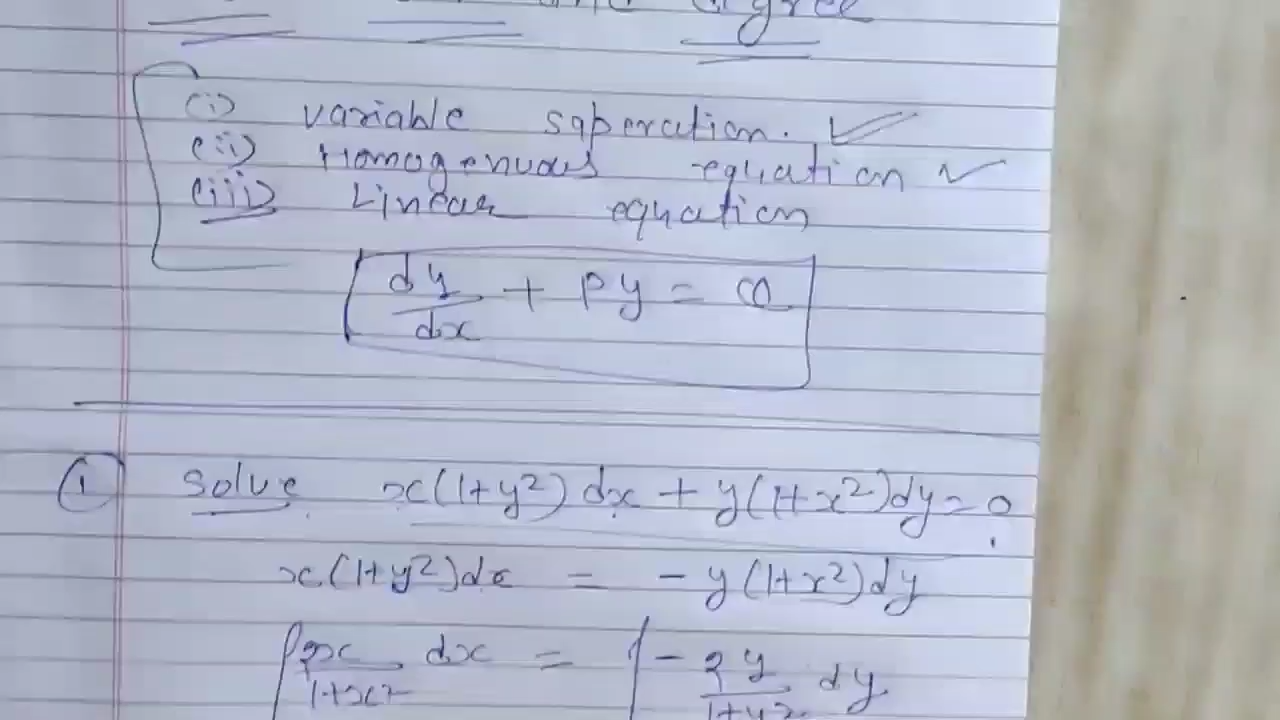 (i) variable saperation. ✓
(ii) Homogenuous equation ✓
(iii) Linear equation
dy/dx + Py = Q
① Solve x(1+y²) dx + y(1+x²)dy = 0
x(1+y²)dx = - y(1+x²)dy
∫ 2x/1+x² dx = ∫ - 2y/1+y² dy